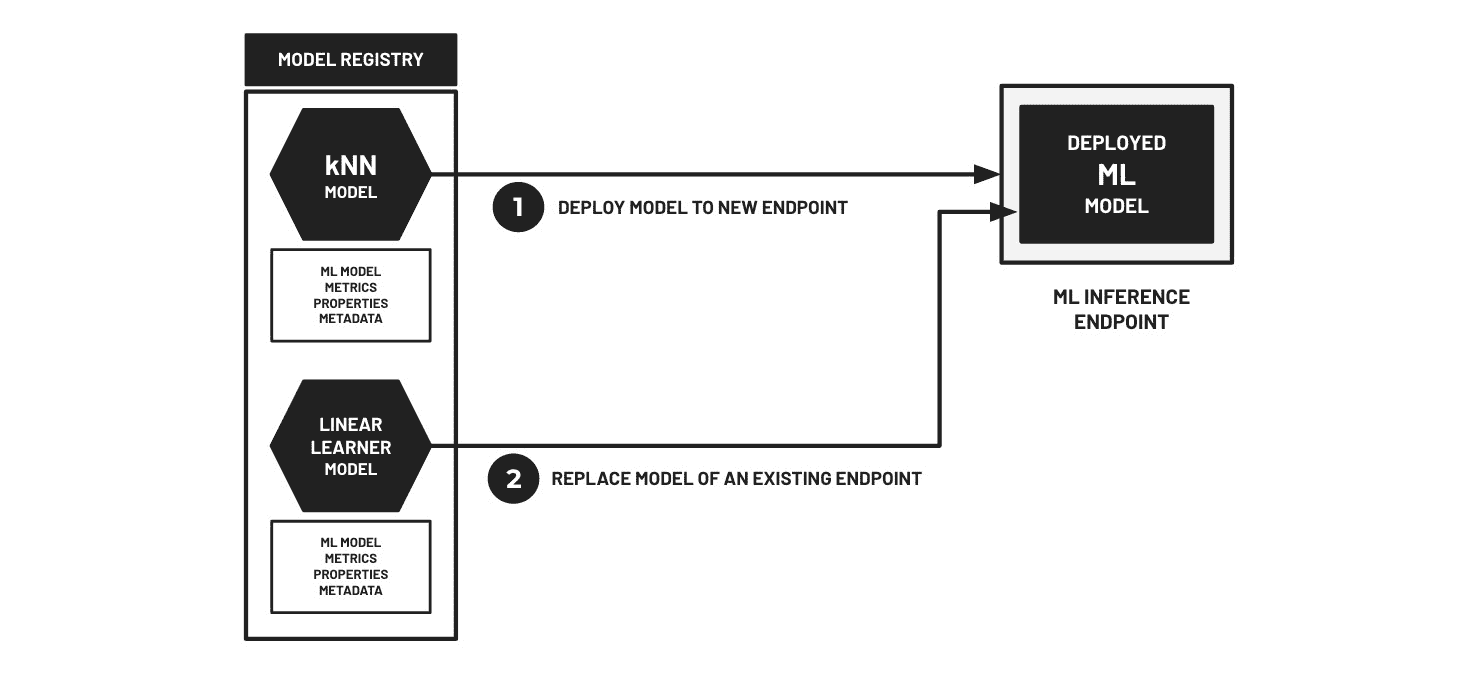 MODEL REGISTRY
kNN
MODEL
ML MODEL
METRICS
PROPERTIES
METADATA
LINEAR
LEARNER
MODEL
ML MODEL
METRICS
PROPERTIES
METADATA
1 DEPLOY MODEL TO NEW ENDPOINT
2 REPLACE MODEL OF AN EXISTING ENDPOINT
DEPLOYED
ML
MODEL
ML INFERENCE
ENDPOINT